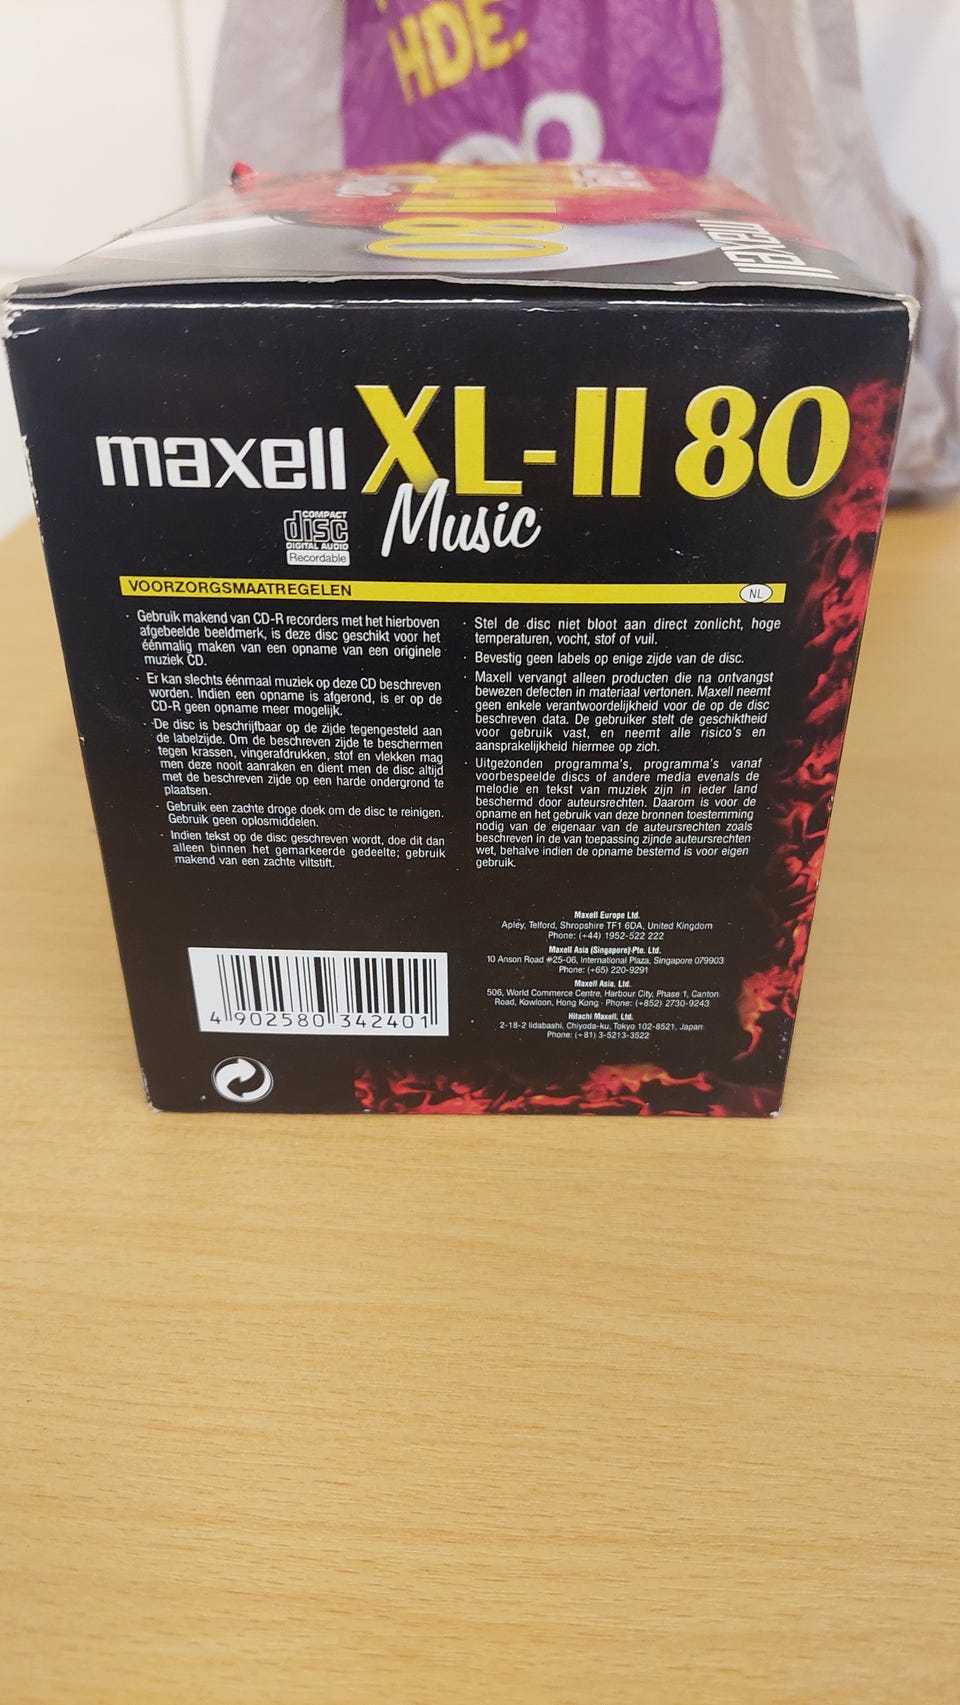 HDE.
XL-II 80
maxell
maxell XL-II 80
Music
COMPACT
disc
DIGITAL AUDIO
Recordable
VOORZORGSMAATREGELEN
NL
· Gebruik makend van CD-R recorders met het hierboven
afgebeelde beeldmerk, is deze disc geschikt voor het
éénmalig maken van een opname van een originele
muziek CD.
· Er kan slechts éénmaal muziek op deze CD beschreven
worden. Indien een opname is afgerond, is er op de
CD-R geen opname meer mogelijk.
· De disc is beschrijfbaar op de zijde tegengesteld aan
de labelzijde. Om de beschreven zijde te beschermen
tegen krassen, vingerafdrukken, stof en vlekken mag
men deze nooit aanraken en dient men de disc altijd
met de beschreven zijde op een harde ondergrond te
plaatsen.
· Gebruik een zachte droge doek om de disc te reinigen.
Gebruik geen oplosmiddelen.
· Indien tekst op de disc geschreven wordt, doe dit dan
alleen binnen het gemarkeerde gedeelte; gebruik
makend van een zachte viltstift.
· Stel de disc niet bloot aan direct zonlicht, hoge
temperaturen, vocht, stof of vuil.
· Bevestig geen labels op enige zijde van de disc.
· Maxell vervangt alleen producten die na ontvangst
bewezen defecten in materiaal vertonen. Maxell neemt
geen enkele verantwoordelijkheid voor de op de disc
beschreven data. De gebruiker stelt de geschiktheid
voor gebruik vast, en neemt alle risico's en
aansprakelijkheid hiermee op zich.
· Uitgezonden programma's, programma's vanaf
voorbespeelde discs of andere media evenals de
melodie en tekst van muziek zijn in ieder land
beschermd door auteursrechten. Daarom is voor de
opname en het gebruik van deze bronnen toestemming
nodig van de eigenaar van de auteursrechten zoals
beschreven in de van toepassing zijnde auteursrechten
wet, behalve indien de opname bestemd is voor eigen
gebruik.
Maxell Europe Ltd.
Apley, Telford, Shropshire TF1 6DA, United Kingdom
Phone: (+44) 1952-522 222
Maxell Asia (Singapore) Pte. Ltd.
10 Anson Road #25-06, International Plaza, Singapore 079903
Phone: (+65) 220-9291
Maxell Asia, Ltd.
506, World Commerce Centre, Harbour City, Phase 1, Canton
Road, Kowloon, Hong Kong · Phone: (+852) 2730-9243
Hitachi Maxell, Ltd.
2-18-2 Iidabashi, Chiyoda-ku, Tokyo 102-8521, Japan
Phone: (+81) 3-5213-3522
4 902580 342401